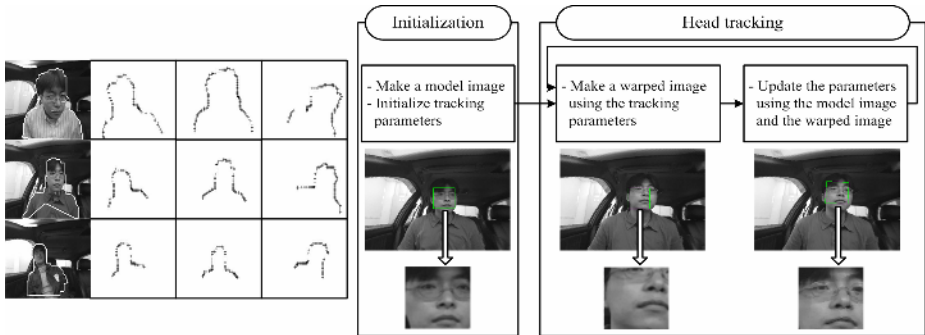 Initialization
Head tracking
- Make a model image
- Initialize tracking
parameters
- Make a warped image
using the tracking
parameters
- Update the parameters
using the model image
and the warped image